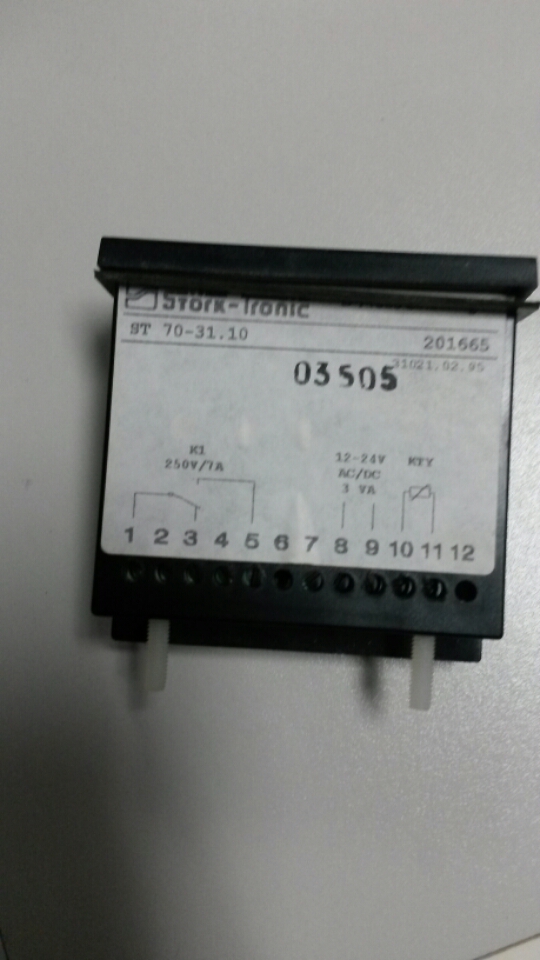 Störk-Tronic
ST 70-31.10 201665
31021.02.95
03505
K1
250V/7A
12-24V
AC/DC
3 VA
KTY
1 2 3 4 5 6 7 8 9 10 11 12